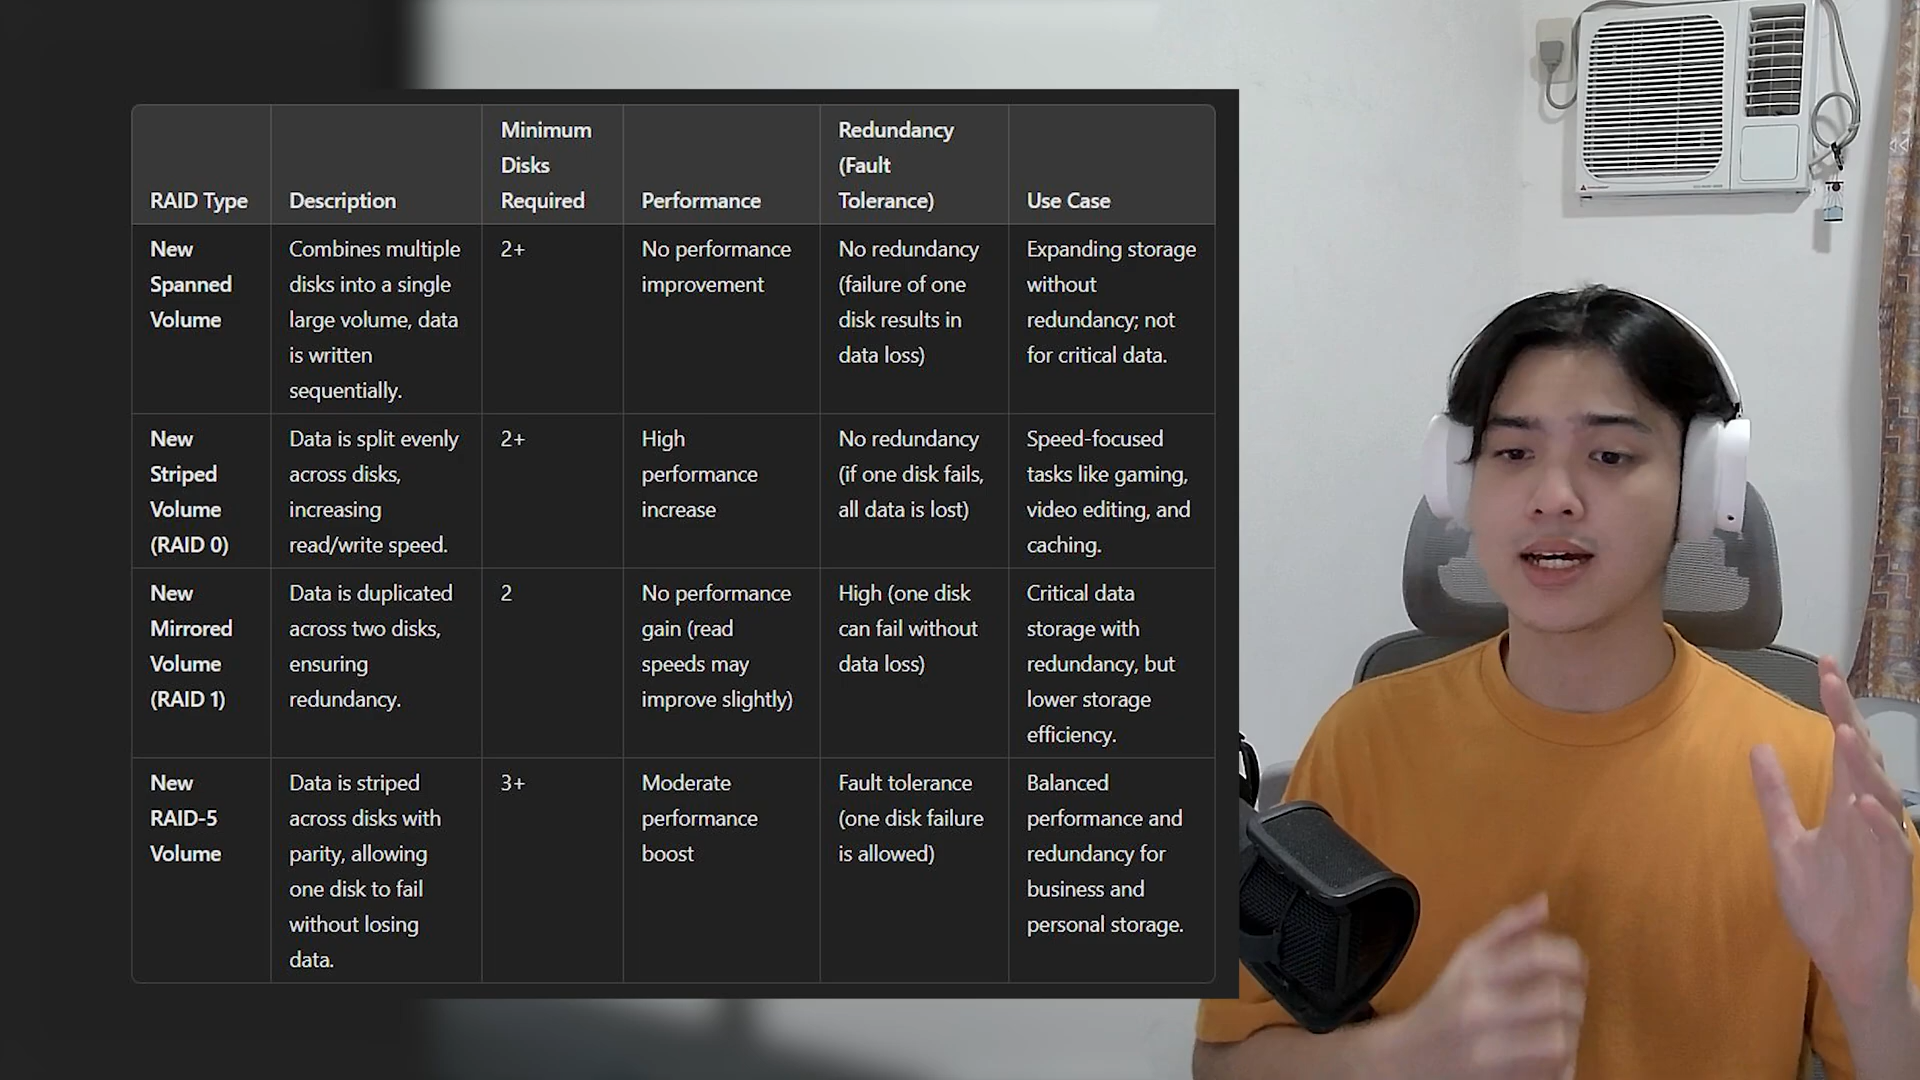 RAID Type
Description
Minimum
Disks
Required
Performance
Redundancy
(Fault
Tolerance)
Use Case
New
Spanned
Volume
Combines multiple
disks into a single
large volume, data
is written
sequentially.
2+
No performance
improvement
No redundancy
(failure of one
disk results in
data loss)
Expanding storage
without
redundancy; not
for critical data.
New
Striped
Volume
(RAID 0)
Data is split evenly
across disks,
increasing
read/write speed.
2+
High
performance
increase
No redundancy
(if one disk fails,
all data is lost)
Speed-focused
tasks like gaming,
video editing, and
caching.
New
Mirrored
Volume
(RAID 1)
Data is duplicated
across two disks,
ensuring
redundancy.
2
No performance
gain (read
speeds may
improve slightly)
High (one disk
can fail without
data loss)
Critical data
storage with
redundancy, but
lower storage
efficiency.
New
RAID-5
Volume
Data is striped
across disks with
parity, allowing
one disk to fail
without losing
data.
3+
Moderate
performance
boost
Fault tolerance
(one disk failure
is allowed)
Balanced
performance and
redundancy for
business and
personal storage.